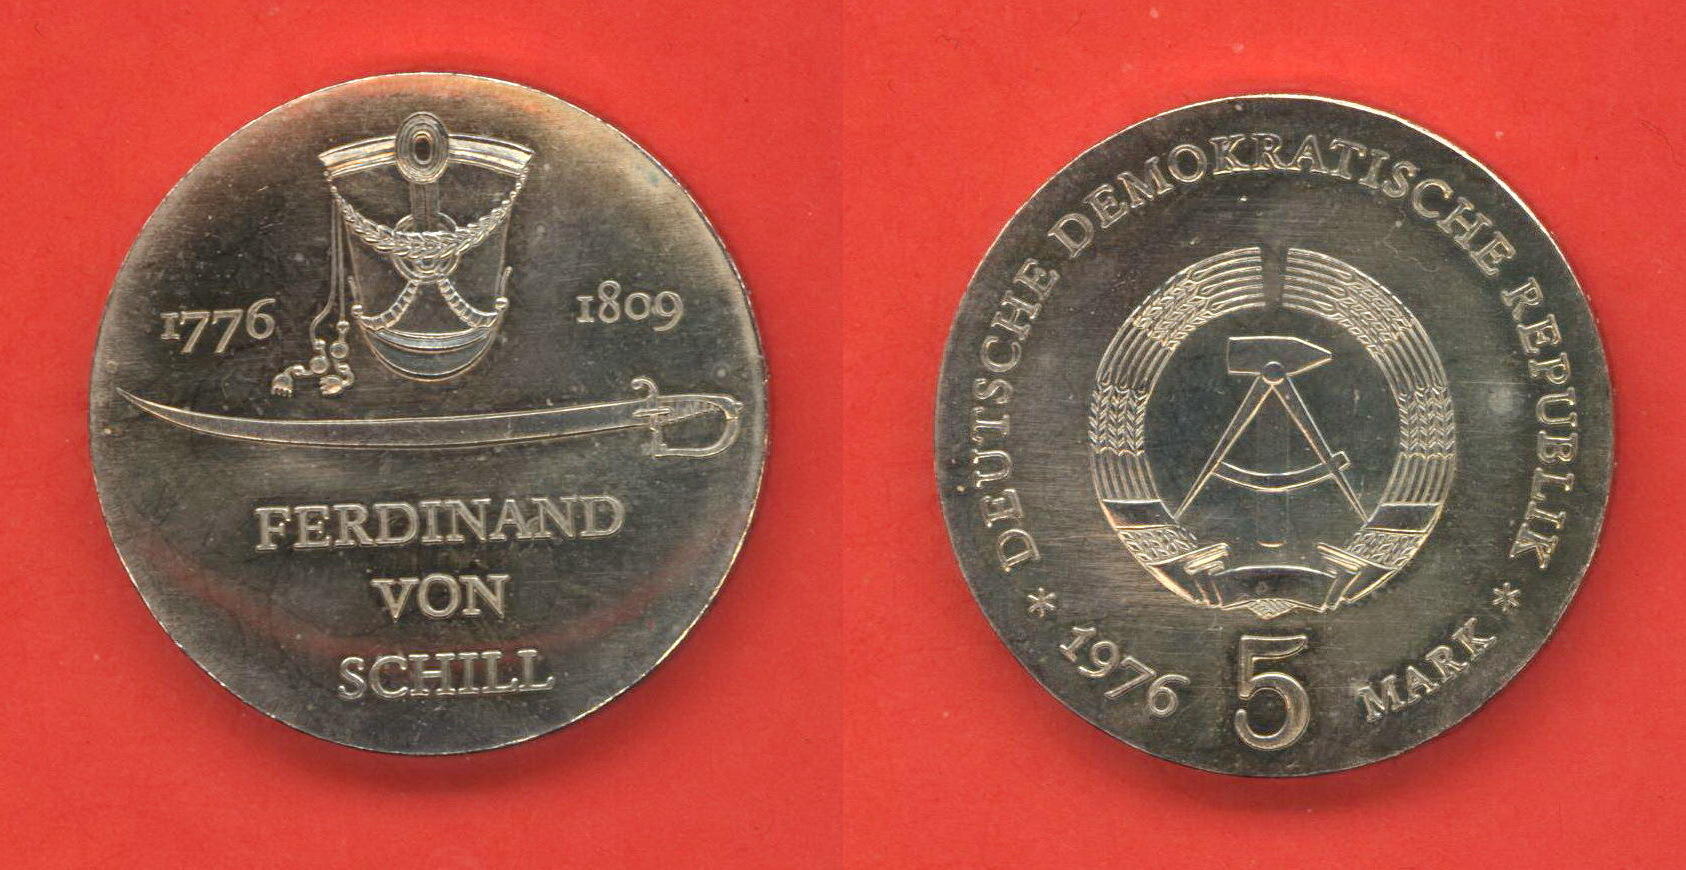 1776
1809
FERDINAND
VON
SCHILL
DEUTSCHE DEMOKRATISCHE REPUBLIK
* 1976 5 MARK *